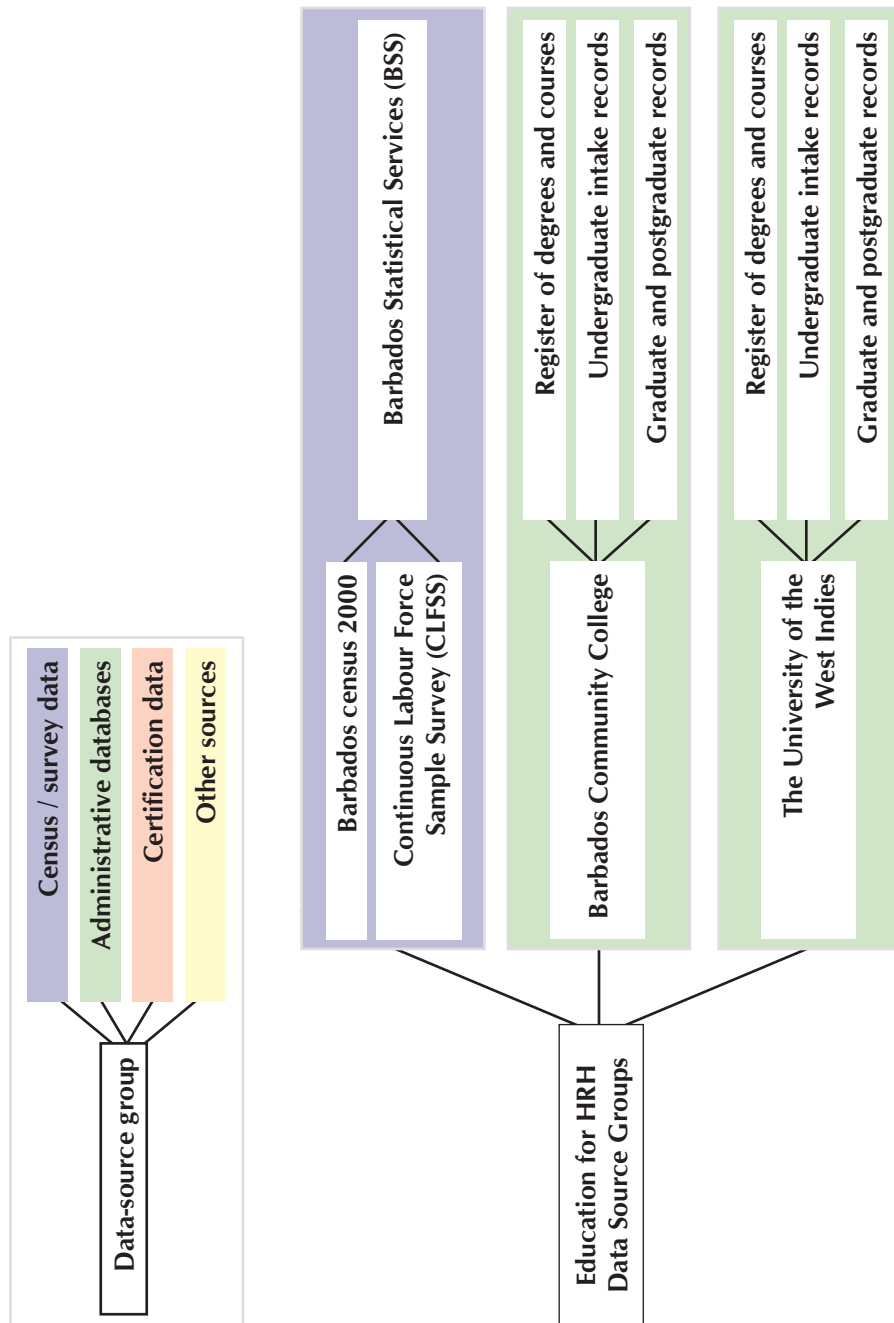 Data-source group
Census / survey data
Administrative databases
Certification data
Other sources
Education for HRH
Data Source Groups
Barbados census 2000
Continuous Labour Force
Sample Survey (CLFSS)
Barbados Statistical Services (BSS)
Barbados Community College
Register of degrees and courses
Undergraduate intake records
Graduate and postgraduate records
The University of the
West Indies
Register of degrees and courses
Undergraduate intake records
Graduate and postgraduate records